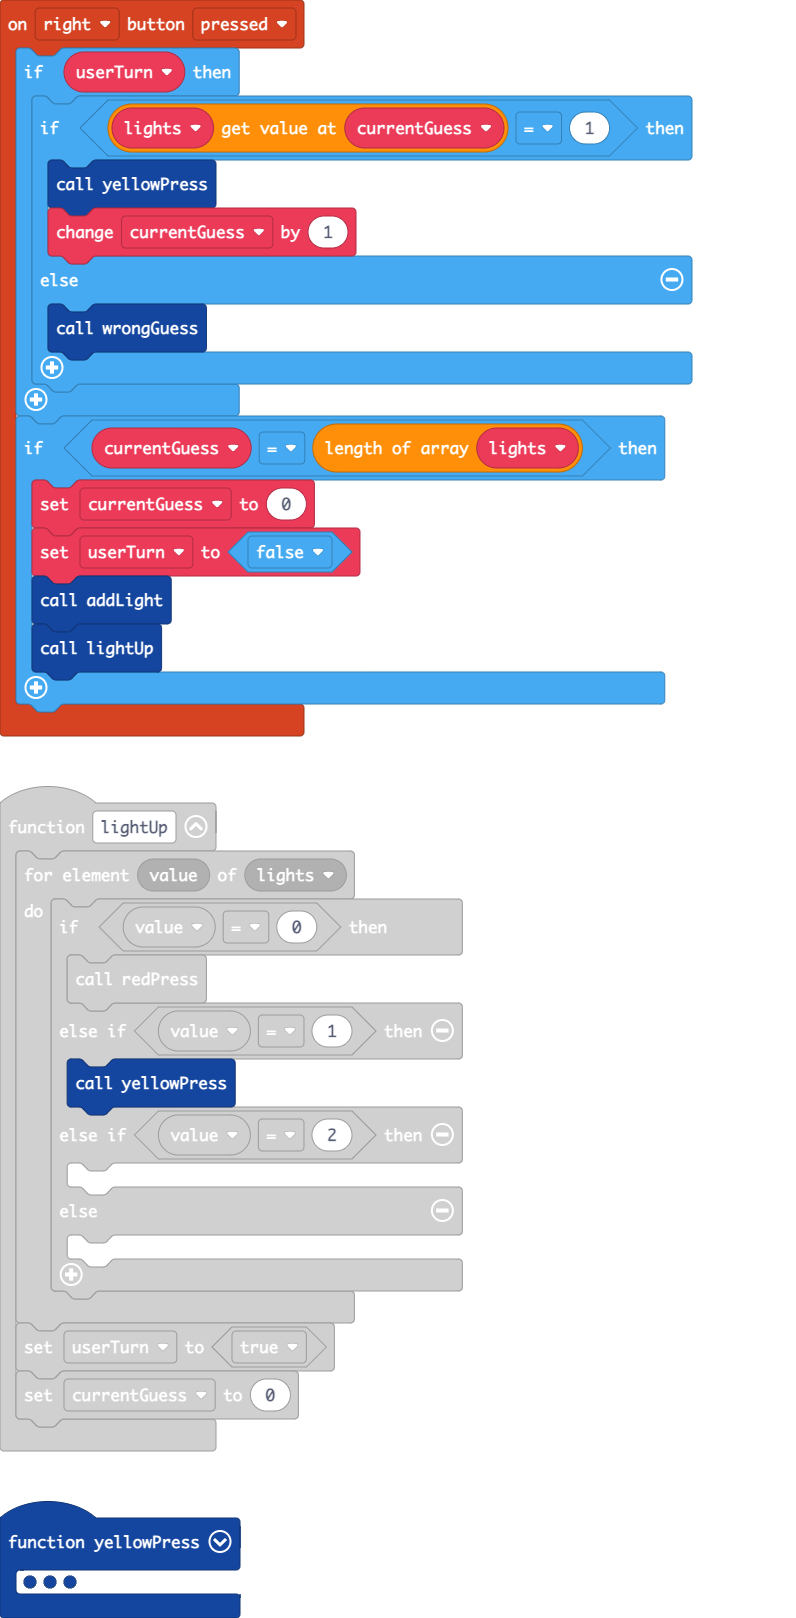 on right button pressed
if userTurn then
if lights get value at currentGuess = 1 then
call yellowPress
change currentGuess by 1
else
call wrongGuess
if currentGuess = length of array lights then
set currentGuess to 0
set userTurn to false
call addLight
call lightUp
function lightUp
for element value of lights
do if value = 0 then
call redPress
else if value = 1 then
call yellowPress
else if value = 2 then
else
set userTurn to true
set currentGuess to 0
function yellowPress